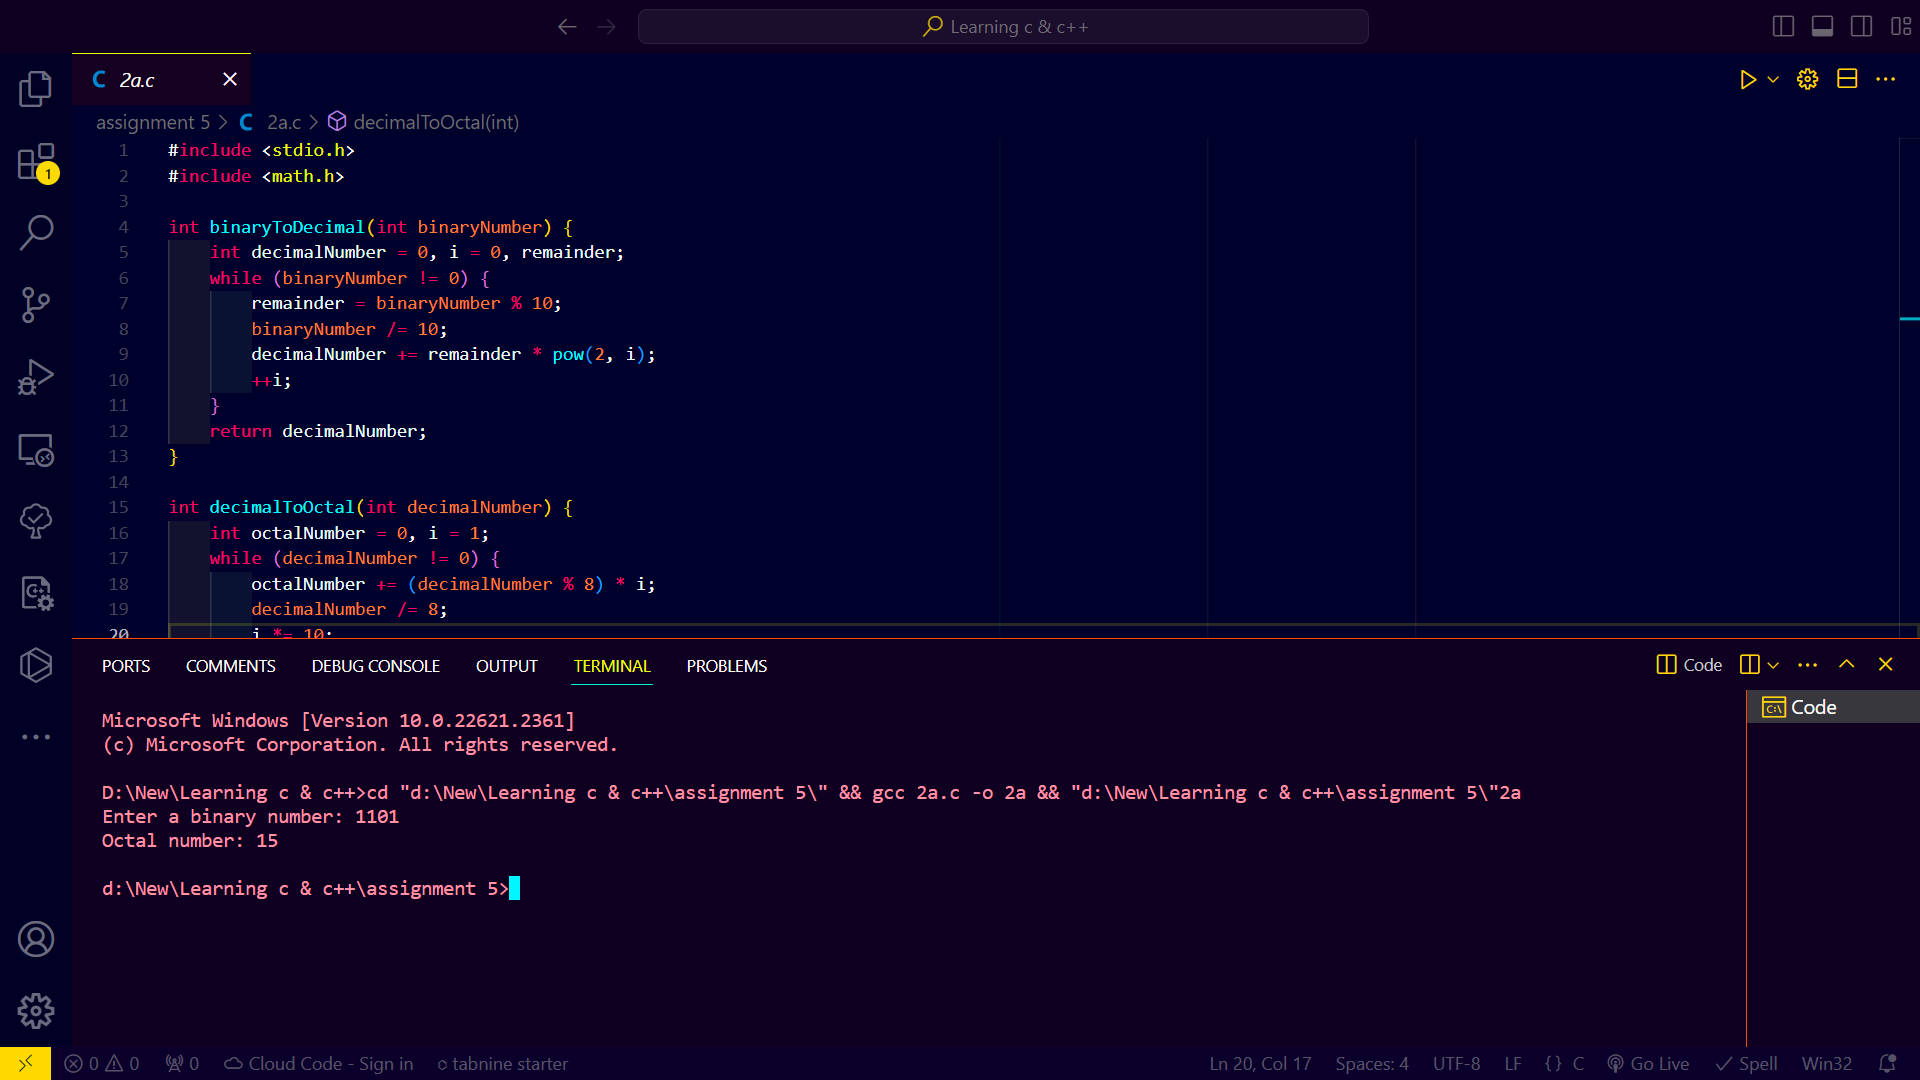 Learning c & c++
2a.c
assignment 5 > 2a.c > decimalToOctal(int)
1
1 #include <stdio.h>
2 #include <math.h>
3
4 int binaryToDecimal(int binaryNumber) {
5 int decimalNumber = 0, i = 0, remainder;
6 while (binaryNumber != 0) {
7 remainder = binaryNumber % 10;
8 binaryNumber /= 10;
9 decimalNumber += remainder * pow(2, i);
10 ++i;
11 }
12 return decimalNumber;
13 }
14
15 int decimalToOctal(int decimalNumber) {
16 int octalNumber = 0, i = 1;
17 while (decimalNumber != 0) {
18 octalNumber += (decimalNumber % 8) * i;
19 decimalNumber /= 8;
20 i *= 10;
PORTS COMMENTS DEBUG CONSOLE OUTPUT TERMINAL PROBLEMS Code
Code
Microsoft Windows [Version 10.0.22621.2361]
(c) Microsoft Corporation. All rights reserved.
D:\New\Learning c & c++>cd "d:\New\Learning c & c++\assignment 5\" && gcc 2a.c -o 2a && "d:\New\Learning c & c++\assignment 5\"2a
Enter a binary number: 1101
Octal number: 15
d:\New\Learning c & c++\assignment 5>
0 0 0 Cloud Code - Sign in tabnine starter Ln 20, Col 17 Spaces: 4 UTF-8 LF {} C Go Live Spell Win32